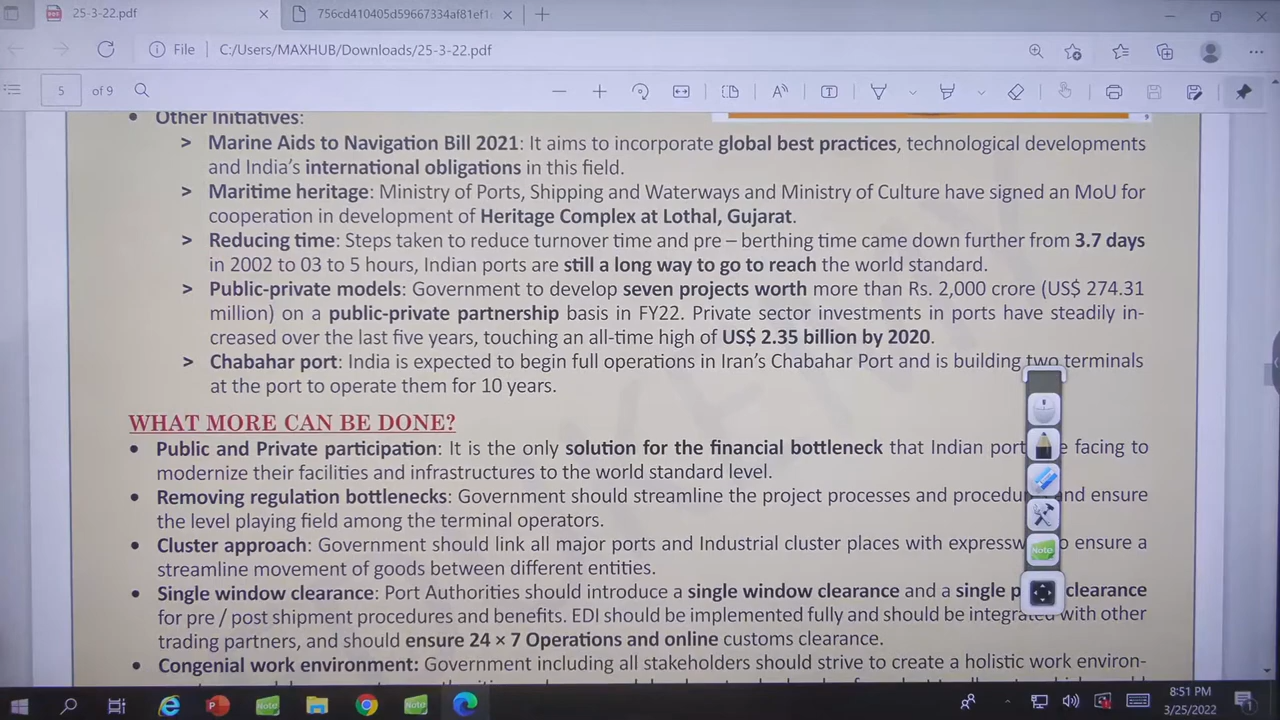 25-3-22.pdf
756cd410405d59667334af81ef1
File
C:/Users/MAXHUB/Downloads/25-3-22.pdf
5 of 9
• Other Initiatives:
> Marine Aids to Navigation Bill 2021: It aims to incorporate global best practices, technological developments
and India's international obligations in this field.
> Maritime heritage: Ministry of Ports, Shipping and Waterways and Ministry of Culture have signed an MoU for
cooperation in development of Heritage Complex at Lothal, Gujarat.
> Reducing time: Steps taken to reduce turnover time and pre – berthing time came down further from 3.7 days
in 2002 to 03 to 5 hours, Indian ports are still a long way to go to reach the world standard.
> Public-private models: Government to develop seven projects worth more than Rs. 2,000 crore (US$ 274.31
million) on a public-private partnership basis in FY22. Private sector investments in ports have steadily in-
creased over the last five years, touching an all-time high of US$ 2.35 billion by 2020.
> Chabahar port: India is expected to begin full operations in Iran's Chabahar Port and is building two terminals
at the port to operate them for 10 years.
WHAT MORE CAN BE DONE?
• Public and Private participation: It is the only solution for the financial bottleneck that Indian port e facing to
modernize their facilities and infrastructures to the world standard level.
• Removing regulation bottlenecks: Government should streamline the project processes and procedu and ensure
the level playing field among the terminal operators.
• Cluster approach: Government should link all major ports and Industrial cluster places with expressw o ensure a
streamline movement of goods between different entities.
• Single window clearance: Port Authorities should introduce a single window clearance and a single p clearance
for pre / post shipment procedures and benefits. EDI should be implemented fully and should be integrated with other
trading partners, and should ensure 24 × 7 Operations and online customs clearance.
• Congenial work environment: Government including all stakeholders should strive to create a holistic work environ-
Note
8:51 PM
3/25/2022